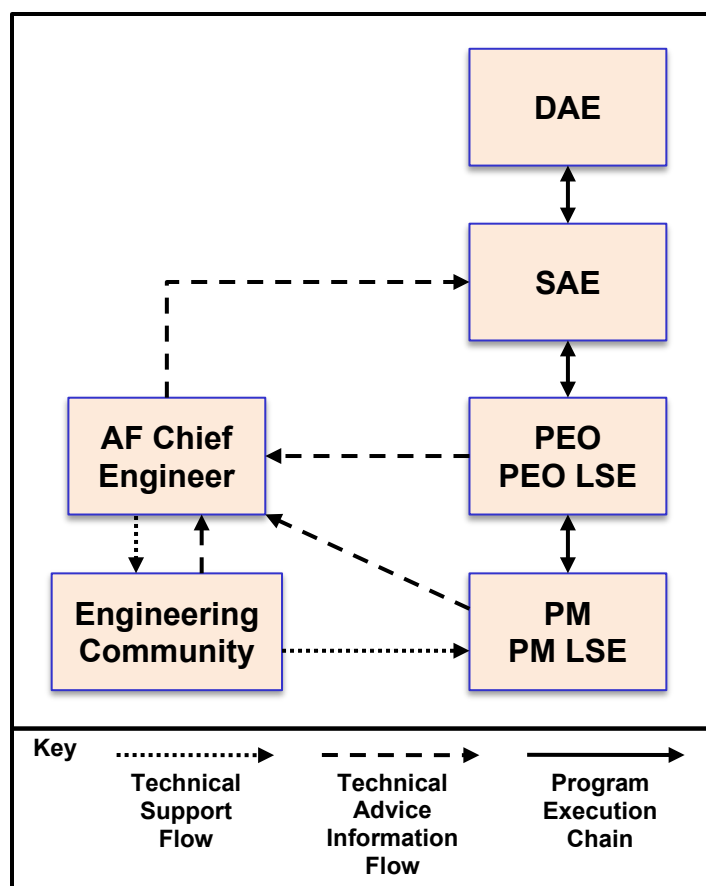 DAE
SAE
AF Chief
Engineer
PEO
PEO LSE
Engineering
Community
PM
PM LSE
Key
Technical
Support
Flow
Technical
Advice
Information
Flow
Program
Execution
Chain